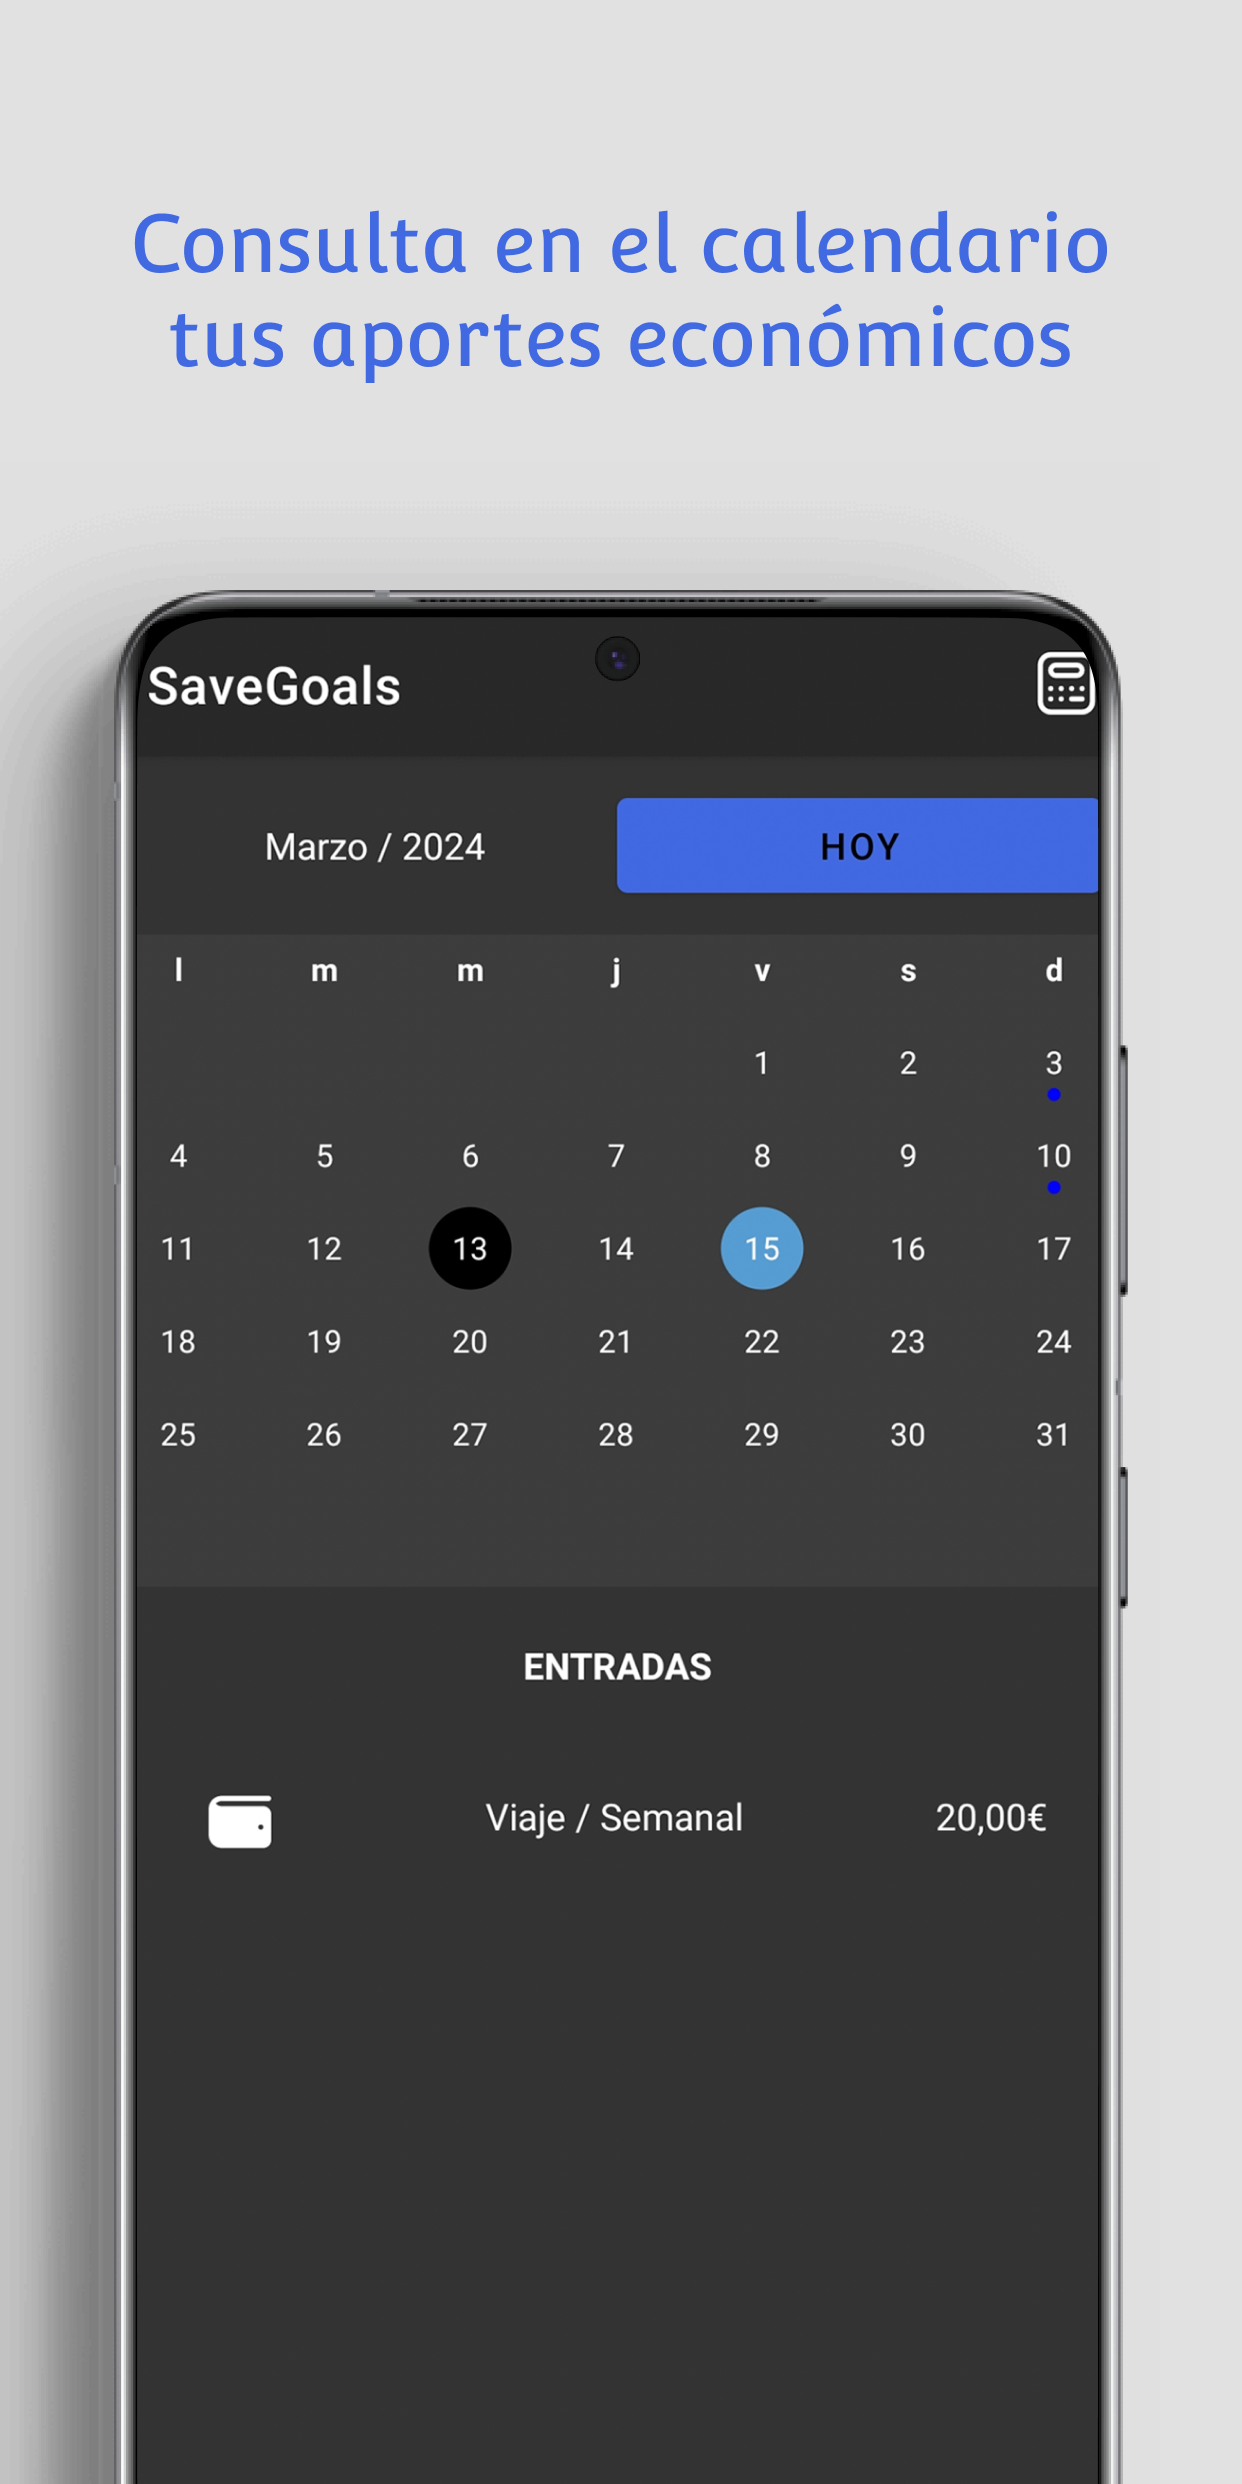 Consulta en el calendario
tus aportes económicos
SaveGoals
Marzo / 2024 HOY
l m m j v s d
1 2 3
4 5 6 7 8 9 10
11 12 13 14 15 16 17
18 19 20 21 22 23 24
25 26 27 28 29 30 31
ENTRADAS
Viaje / Semanal 20,00€